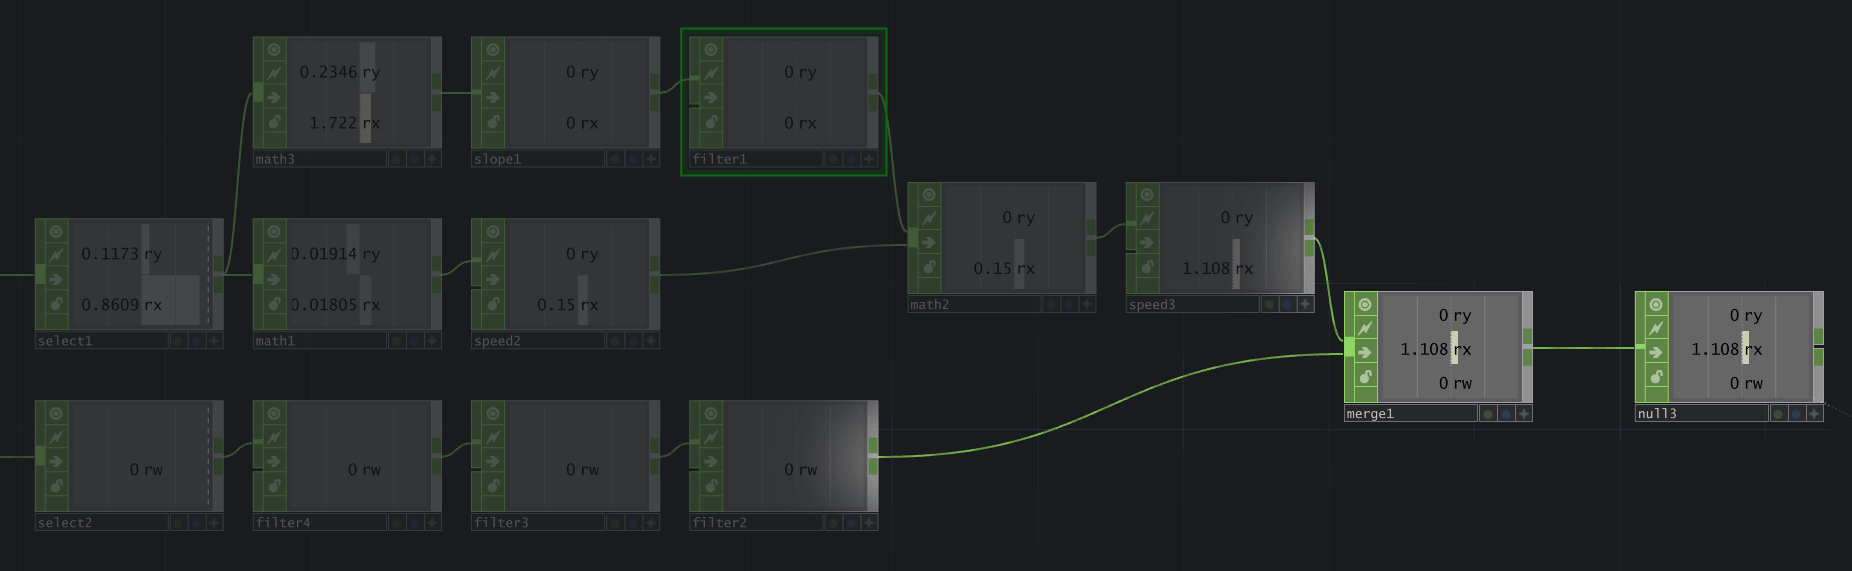 0.2346 ry
1.722 rx
math3
0 ry
0 rx
slope1
0 ry
0 rx
filter1
0.1173 ry
0.8609 rx
select1
0.01914 ry
0.01805 rx
math1
0 ry
0.15 rx
speed2
0 ry
0.15 rx
math2
0 ry
1.108 rx
speed3
0 ry
1.108 rx
0 rw
merge1
0 ry
1.108 rx
0 rw
null3
0 rw
select2
0 rw
filter4
0 rw
filter3
0 rw
filter2